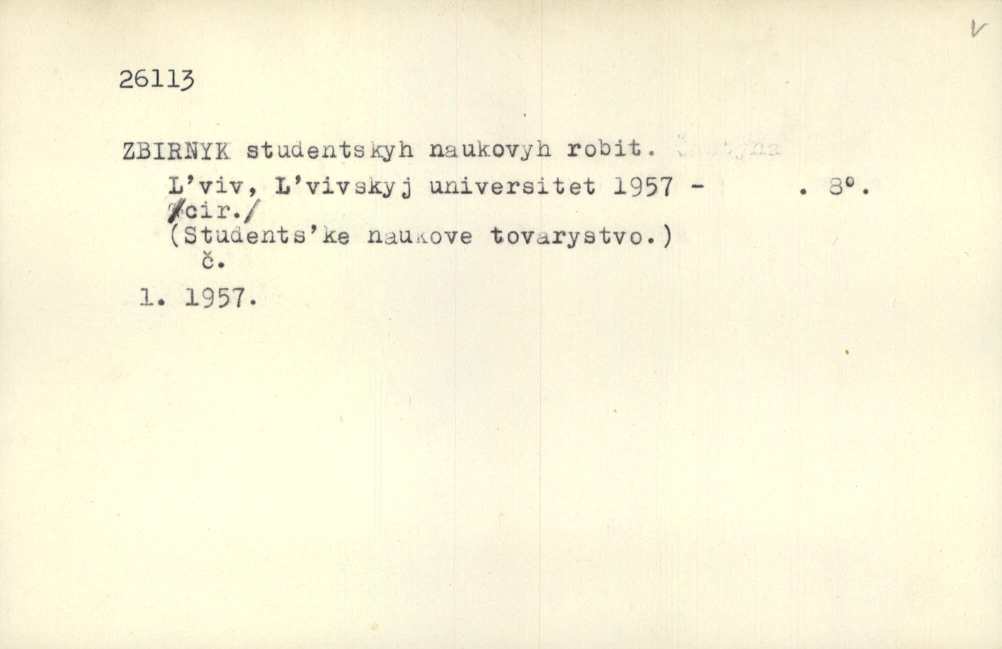 26113
ZBIRNYK studentskyh naukovyh robit.
L'viv, L'vivskyj universitet 1957 - . 8°.
/cir./
(Students'ke naukove tovarystvo.)
č.
1. 1957.